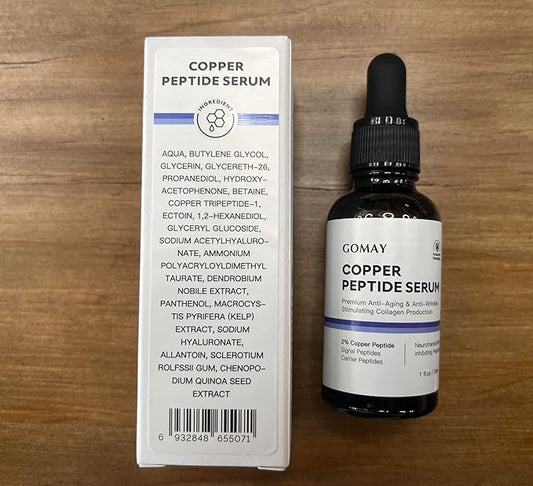 COPPER
PEPTIDE SERUM
INGREDIENT
AQUA, BUTYLENE GLYCOL,
GLYCERIN, GLYCERETH-26,
PROPANEDIOL, HYDROXY-
ACETOPHENONE, BETAINE,
COPPER TRIPEPTIDE-1,
ECTOIN, 1,2-HEXANEDIOL,
GLYCERYL GLUCOSIDE,
SODIUM ACETYLHYALURO-
NATE, AMMONIUM
POLYACRYLOYLDIMETHYL
TAURATE, DENDROBIUM
NOBILE EXTRACT,
PANTHENOL, MACROCYS-
TIS PYRIFERA (KELP)
EXTRACT, SODIUM
HYALURONATE,
ALLANTOIN, SCLEROTIUM
ROLFSSII GUM, CHENOPO-
DIUM QUINOA SEED
EXTRACT
6 932848 655071
GOMAY
COPPER
PEPTIDE SERUM
Premium Anti-Aging & Anti-Wrinkle
Stimulating Collagen Production
2% Copper Peptide
Signal Peptides
Carrier Peptides
inhibiting
1 fl oz